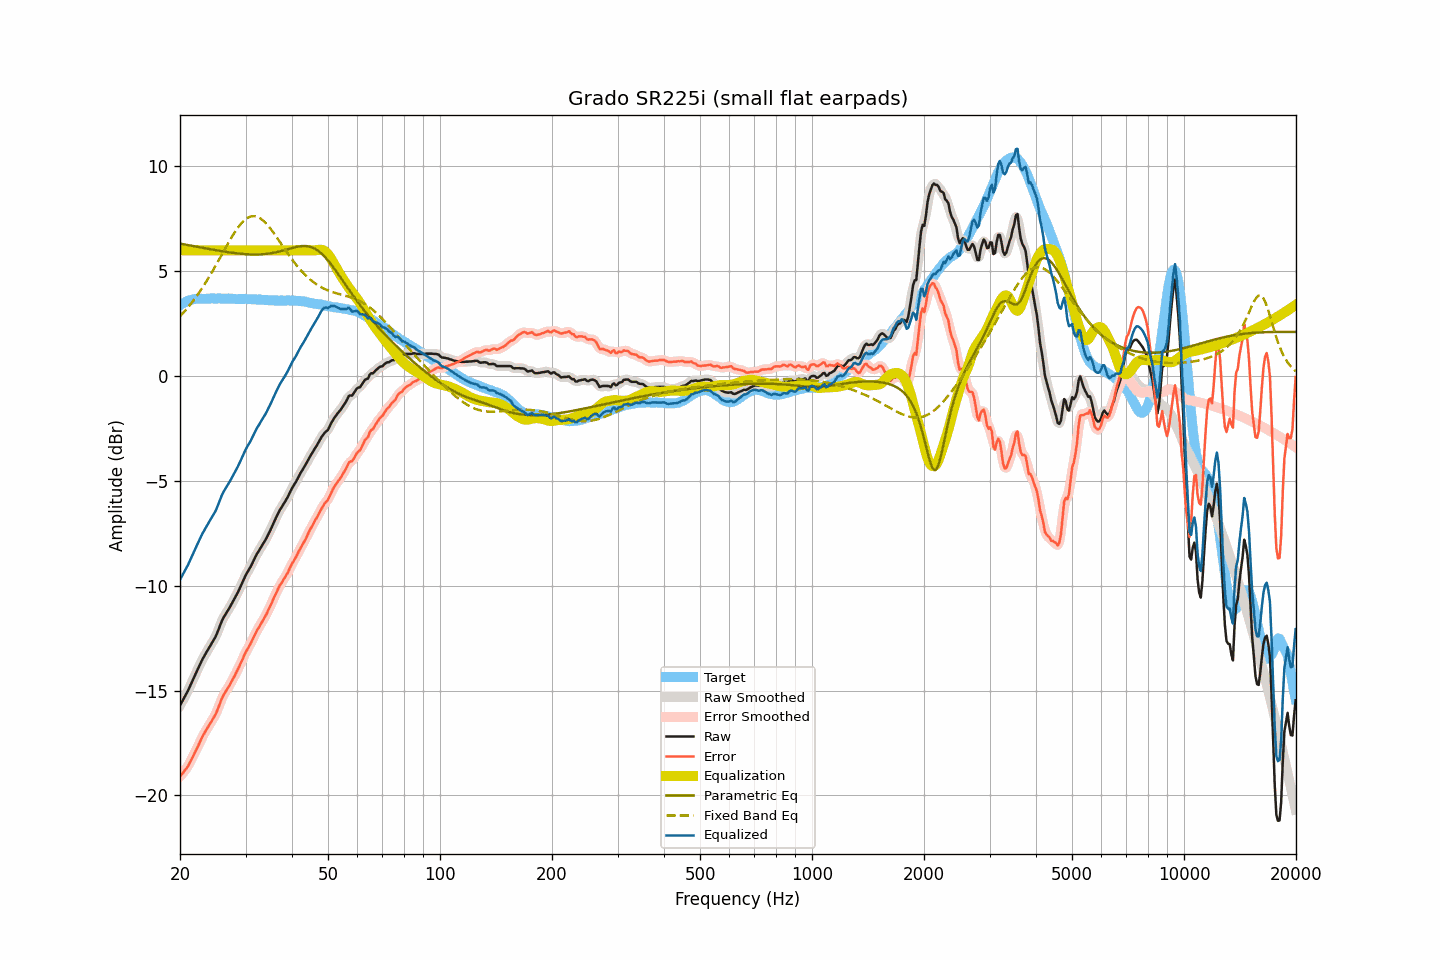 Grado SR225i (small flat earpads)
10
5
0
−5
−10
−15
−20
Amplitude (dBr)
Target
Raw Smoothed
Error Smoothed
Raw
Error
Equalization
Parametric Eq
Fixed Band Eq
Equalized
20 50 100 200 500 1000 2000 5000 10000 20000
Frequency (Hz)